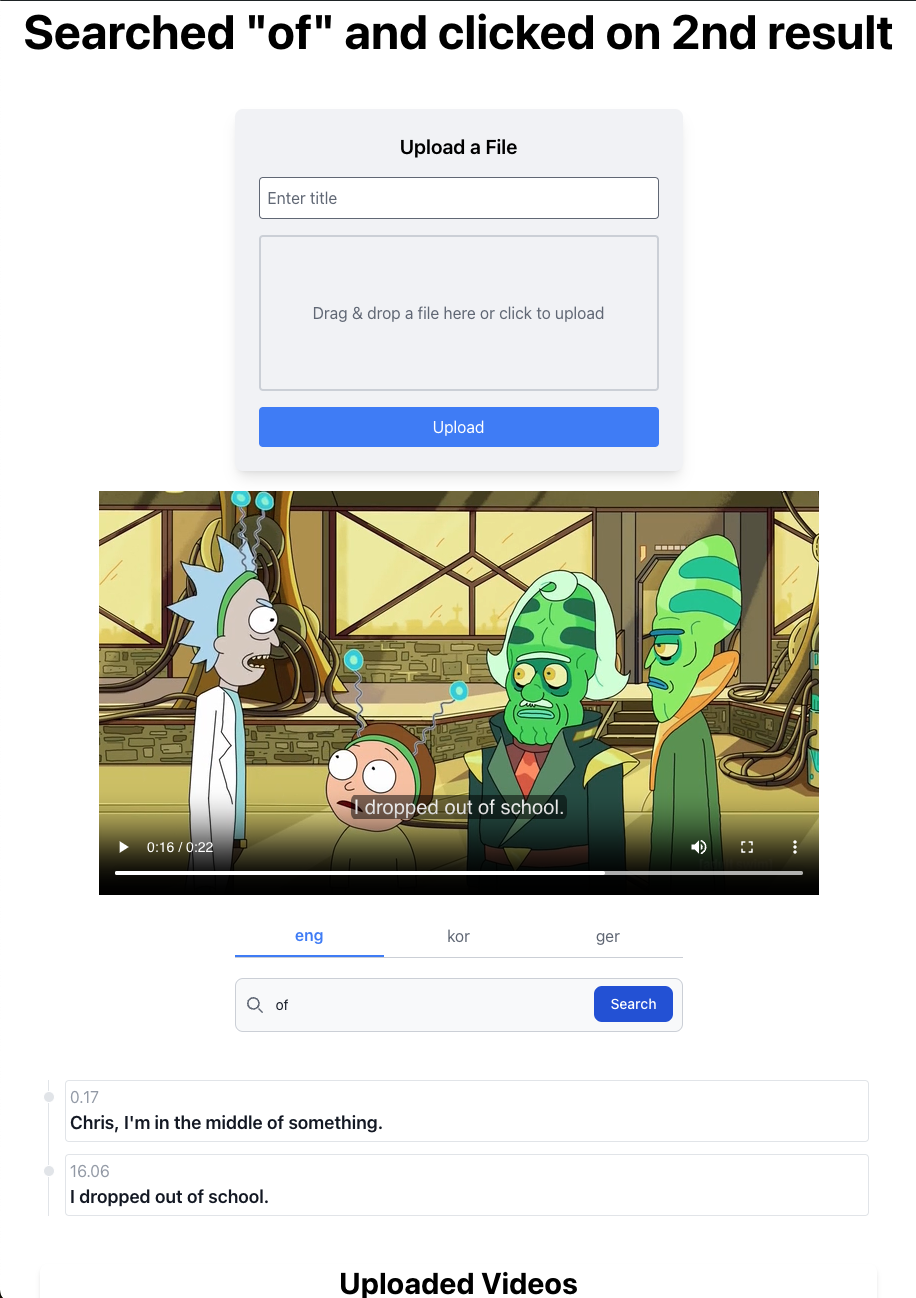 Searched "of" and clicked on 2nd result
Upload a File
Enter title
Drag & drop a file here or click to upload
Upload
I dropped out of school.
0:16 / 0:22
eng kor ger
of Search
0.17
Chris, I'm in the middle of something.
16.06
I dropped out of school.
Uploaded Videos